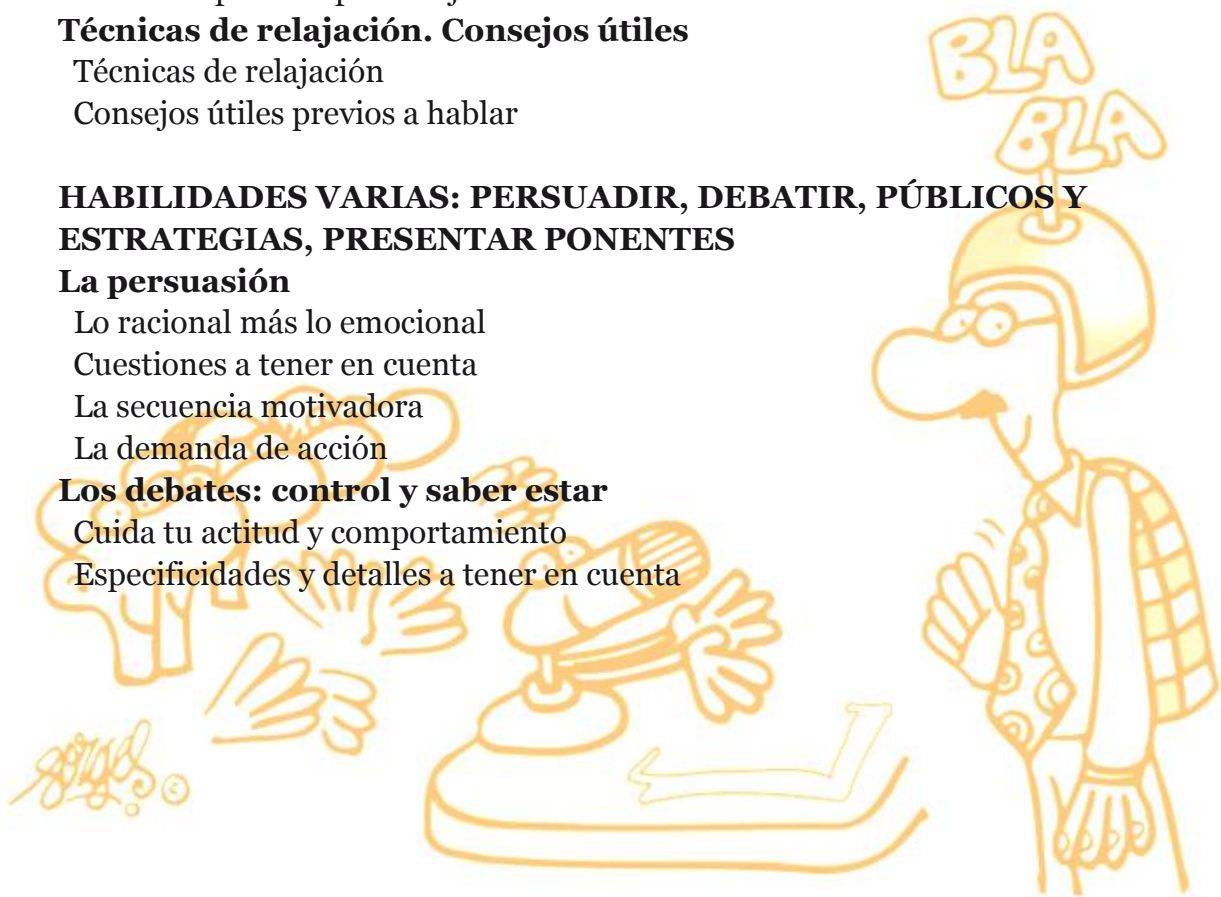 Técnicas de relajación. Consejos útiles
Técnicas de relajación
Consejos útiles previos a hablar
HABILIDADES VARIAS: PERSUADIR, DEBATIR, PÚBLICOS Y
ESTRATEGIAS, PRESENTAR PONENTES
La persuasión
Lo racional más lo emocional
Cuestiones a tener en cuenta
La secuencia motivadora
La demanda de acción
Los debates: control y saber estar
Cuida tu actitud y comportamiento
Especificidades y detalles a tener en cuenta
BLA
BLA